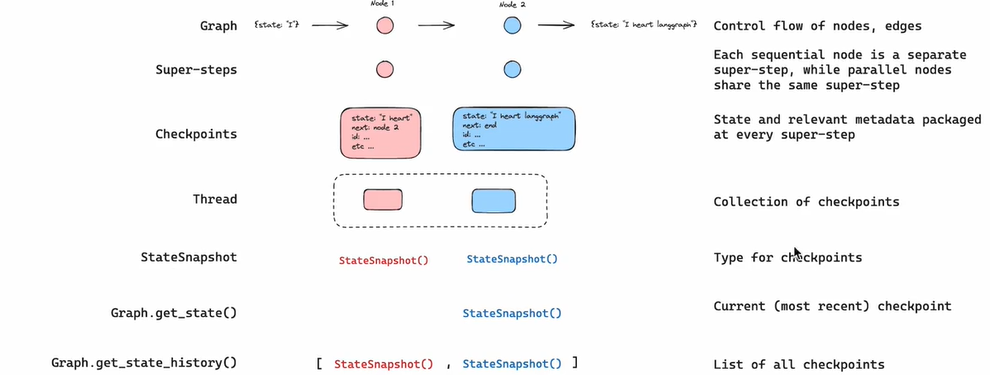 Node 1
Node 2
Graph
{state: "I"}
{state: "I heart langgraph"}
Control flow of nodes, edges
Super-steps
Each sequential node is a separate
super-step, while parallel nodes
share the same super-step
Checkpoints
state: "I heart"
next: node 2
id: ...
etc ...
state: "I heart langgraph"
next: end
id: ...
etc ...
State and relevant metadata packaged
at every super-step
Thread
Collection of checkpoints
StateSnapshot
StateSnapshot()
StateSnapshot()
Type for checkpoints
Graph.get_state()
StateSnapshot()
Current (most recent) checkpoint
Graph.get_state_history()
[ StateSnapshot() , StateSnapshot() ]
List of all checkpoints